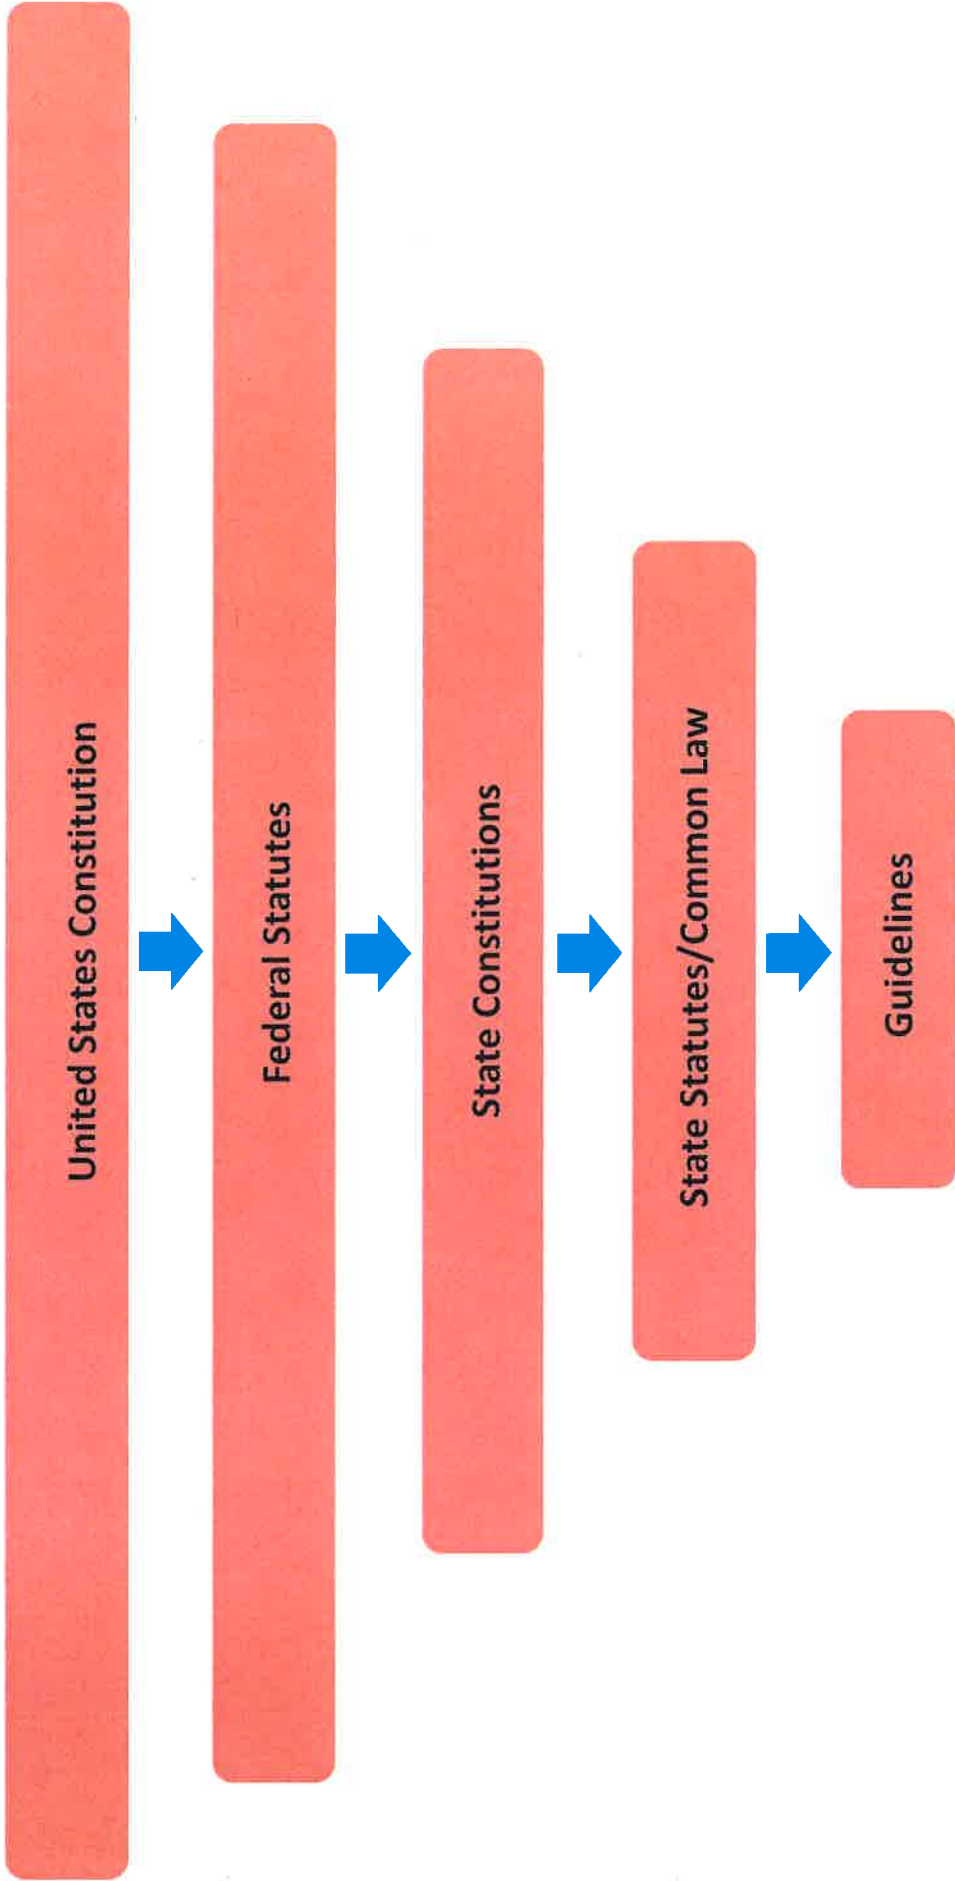 United States Constitution
Federal Statutes
State Constitutions
State Statutes/Common Law
Guidelines